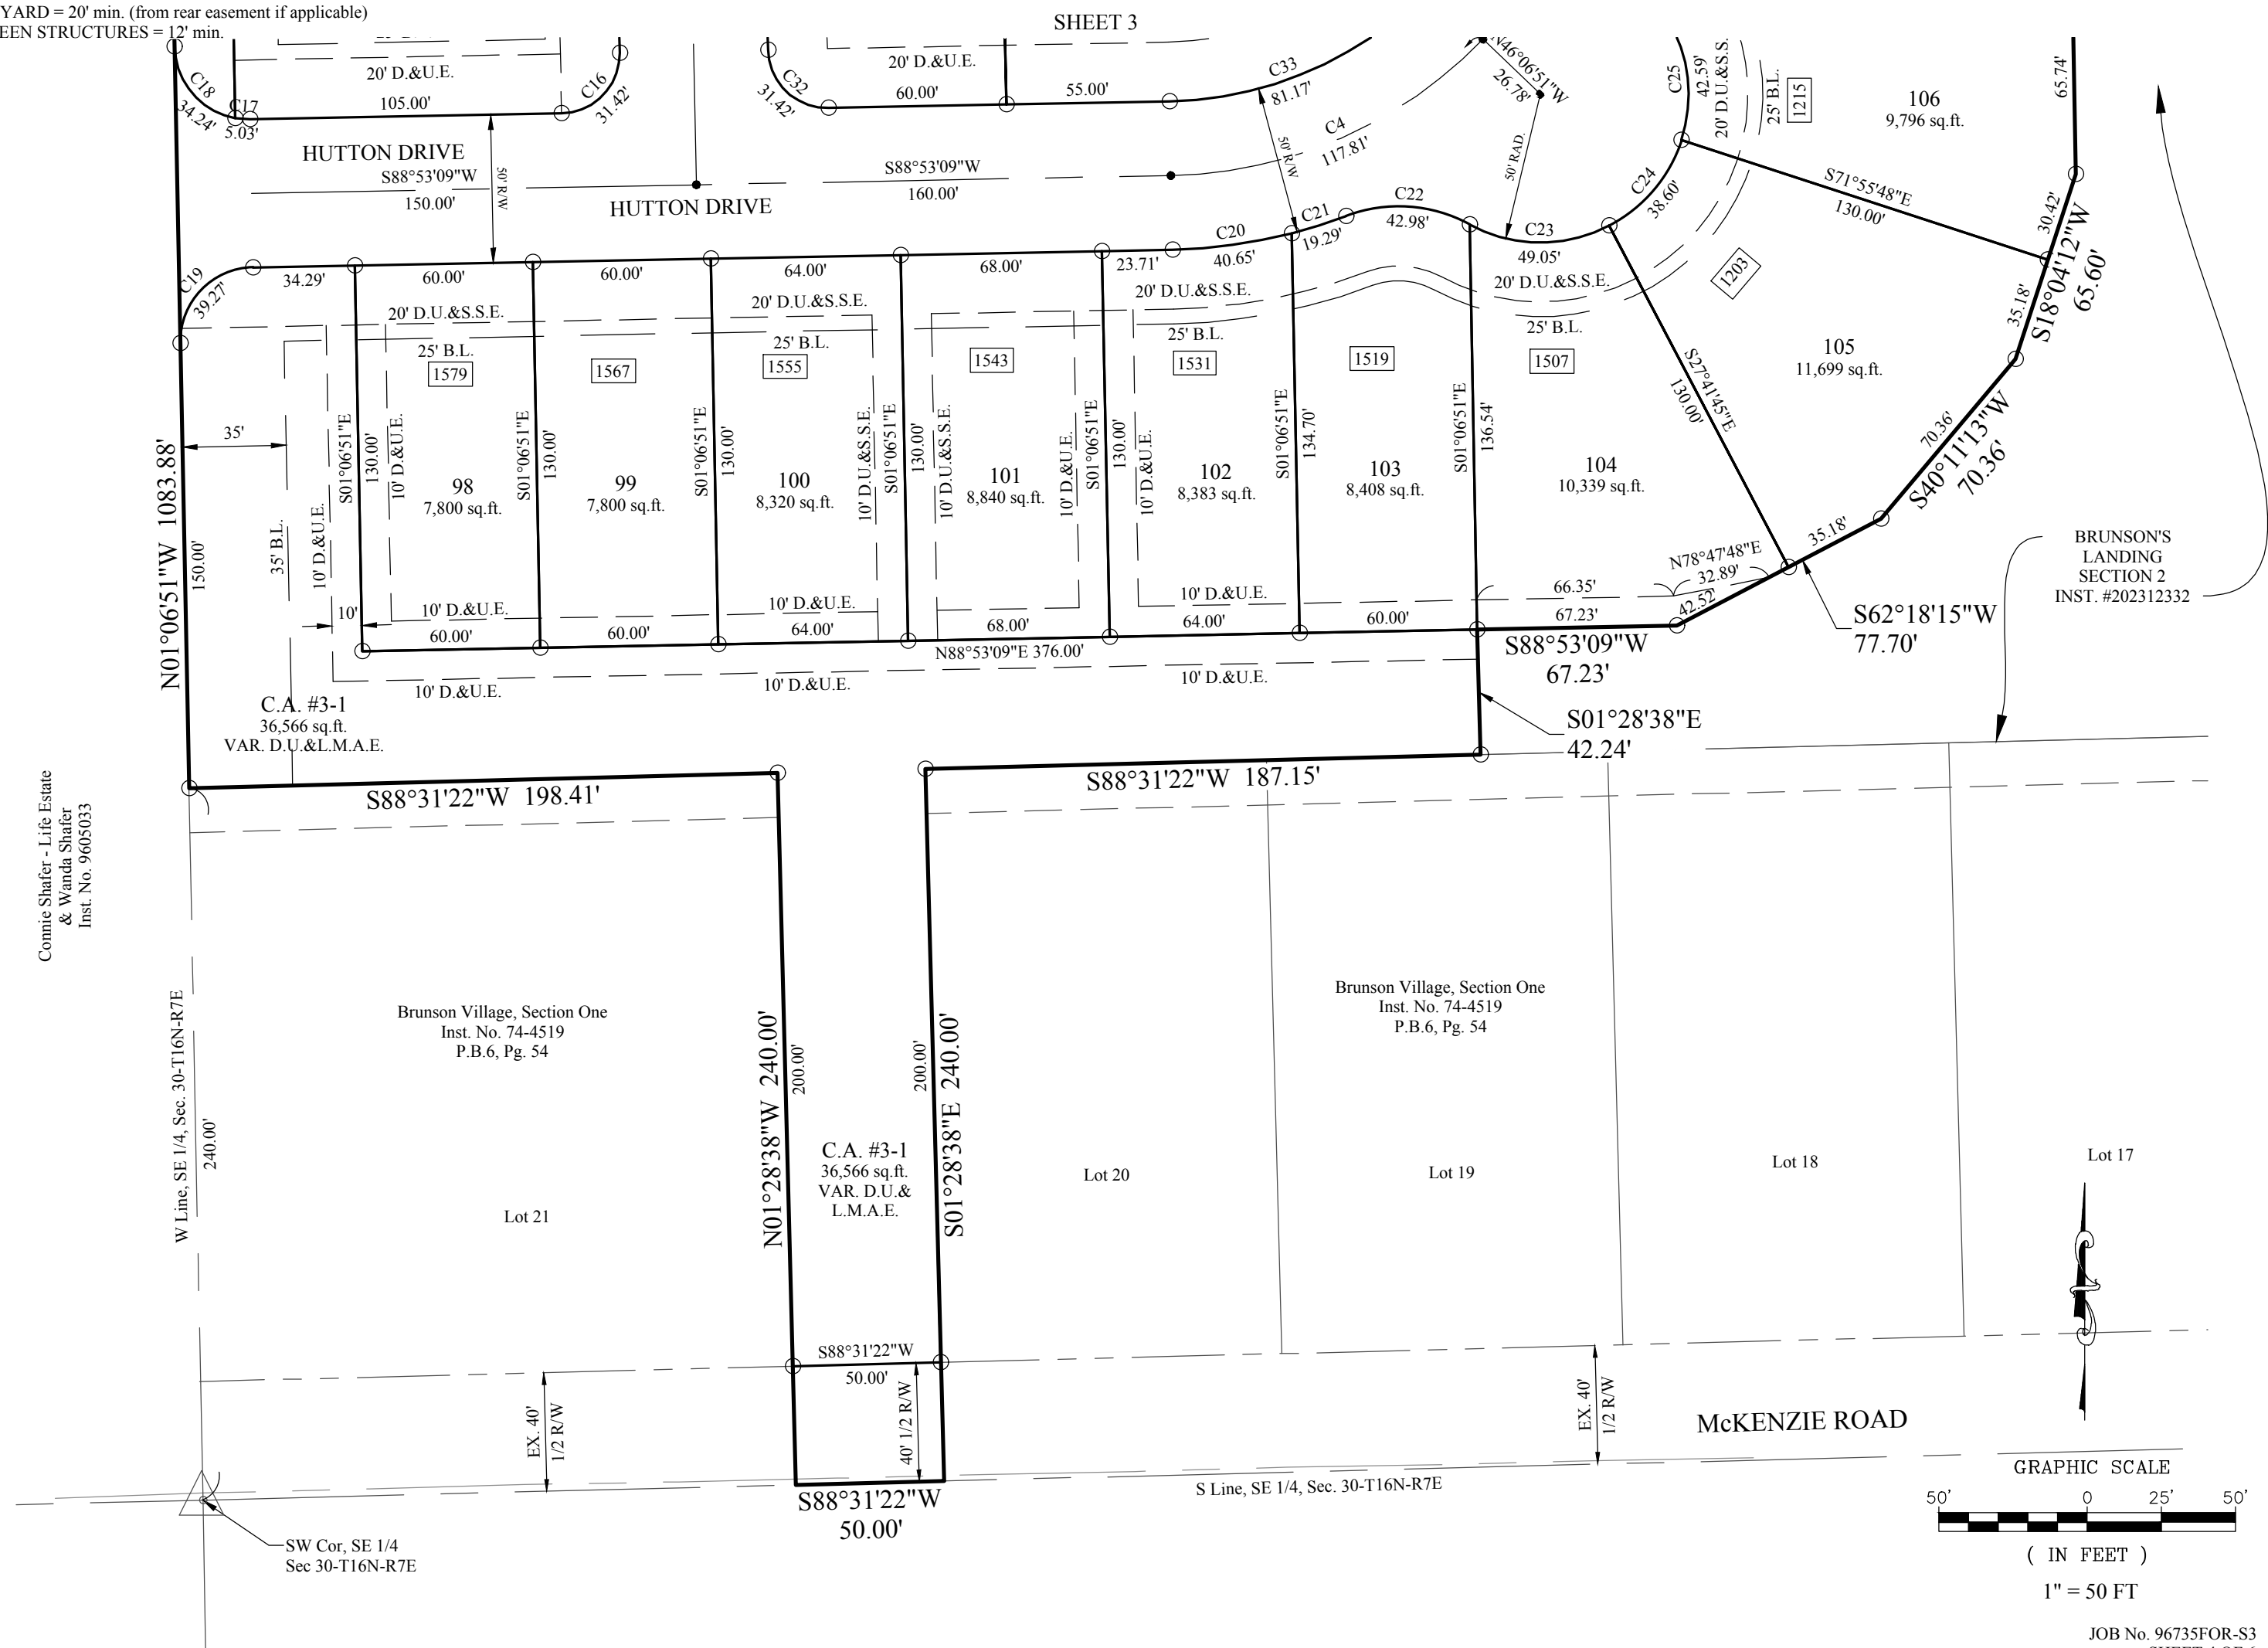 YARD = 20' min. (from rear easement if applicable)
EEN STRUCTURES = 12' min.
SHEET 3
20' D.&U.E.
20' D.&U.E.
C18
34.24'
C17
5.03'
105.00'
C16
31.42'
C32
31.42'
60.00'
55.00'
C33
81.17'
N46°06'51"W
26.78'
C4
117.81'
50' R/W
50' RAD.
C25
42.59'
20' D.U.&S.S.
25' B.L.
1215
106
9,796 sq.ft.
65.74'
HUTTON DRIVE
S88°53'09"W
150.00'
50' R/W
HUTTON DRIVE
S88°53'09"W
160.00'
C19
39.27'
34.29'
60.00'
60.00'
64.00'
68.00'
23.71'
C20
40.65'
C21
19.29'
C22
42.98'
C23
49.05'
C24
38.60'
S71°55'48"E
130.00'
30.42'
S18°04'12"W
65.60'
35.18'
1203
20' D.U.&S.S.E.
20' D.U.&S.S.E.
20' D.U.&S.S.E.
20' D.U.&S.S.E.
25' B.L.
25' B.L.
25' B.L.
25' B.L.
1579
1567
1555
1543
1531
1519
1507
35'
35' B.L.
10' D.&U.E.
S01°06'51"E
130.00'
10' D.&U.E.
98
7,800 sq.ft.
S01°06'51"E
130.00'
99
7,800 sq.ft.
S01°06'51"E
130.00'
100
8,320 sq.ft.
10' D.U.&S.S.E.
S01°06'51"E
130.00'
10' D.U.&S.S.E.
101
8,840 sq.ft.
10' D.&U.E.
S01°06'51"E
130.00'
10' D.&U.E.
102
8,383 sq.ft.
S01°06'51"E
134.70'
103
8,408 sq.ft.
S01°06'51"E
136.54'
104
10,339 sq.ft.
S27°41'45"E
130.00'
105
11,699 sq.ft.
70.36'
S40°11'13"W
70.36'
35.18'
N78°47'48"E
32.89'
42.52'
66.35'
67.23'
S62°18'15"W
77.70'
BRUNSON'S
LANDING
SECTION 2
INST. #202312332
N01°06'51"W 1083.88'
150.00'
10'
10' D.&U.E.
10' D.&U.E.
10' D.&U.E.
60.00'
60.00'
64.00'
68.00'
64.00'
60.00'
N88°53'09"E 376.00'
S88°53'09"W
67.23'
10' D.&U.E.
10' D.&U.E.
10' D.&U.E.
C.A. #3-1
36,566 sq.ft.
VAR. D.U.&L.M.A.E.
S01°28'38"E
42.24'
S88°31'22"W 198.41'
S88°31'22"W 187.15'
Connie Shafer - Life Estate
& Wanda Shafer
Inst. No. 9605033
W Line, SE 1/4, Sec. 30-T16N-R7E
240.00'
Brunson Village, Section One
Inst. No. 74-4519
P.B.6, Pg. 54
Lot 21
N01°28'38"W 240.00'
200.00'
200.00'
S01°28'38"E 240.00'
C.A. #3-1
36,566 sq.ft.
VAR. D.U.&
L.M.A.E.
Brunson Village, Section One
Inst. No. 74-4519
P.B.6, Pg. 54
Lot 20
Lot 19
Lot 18
Lot 17
S88°31'22"W
50.00'
40' 1/2 R/W
EX. 40'
1/2 R/W
EX. 40'
1/2 R/W
McKENZIE ROAD
S88°31'22"W
50.00'
S Line, SE 1/4, Sec. 30-T16N-R7E
SW Cor, SE 1/4
Sec 30-T16N-R7E
GRAPHIC SCALE
50' 0 25' 50'
( IN FEET )
1" = 50 FT
JOB No. 96735FOR-S3